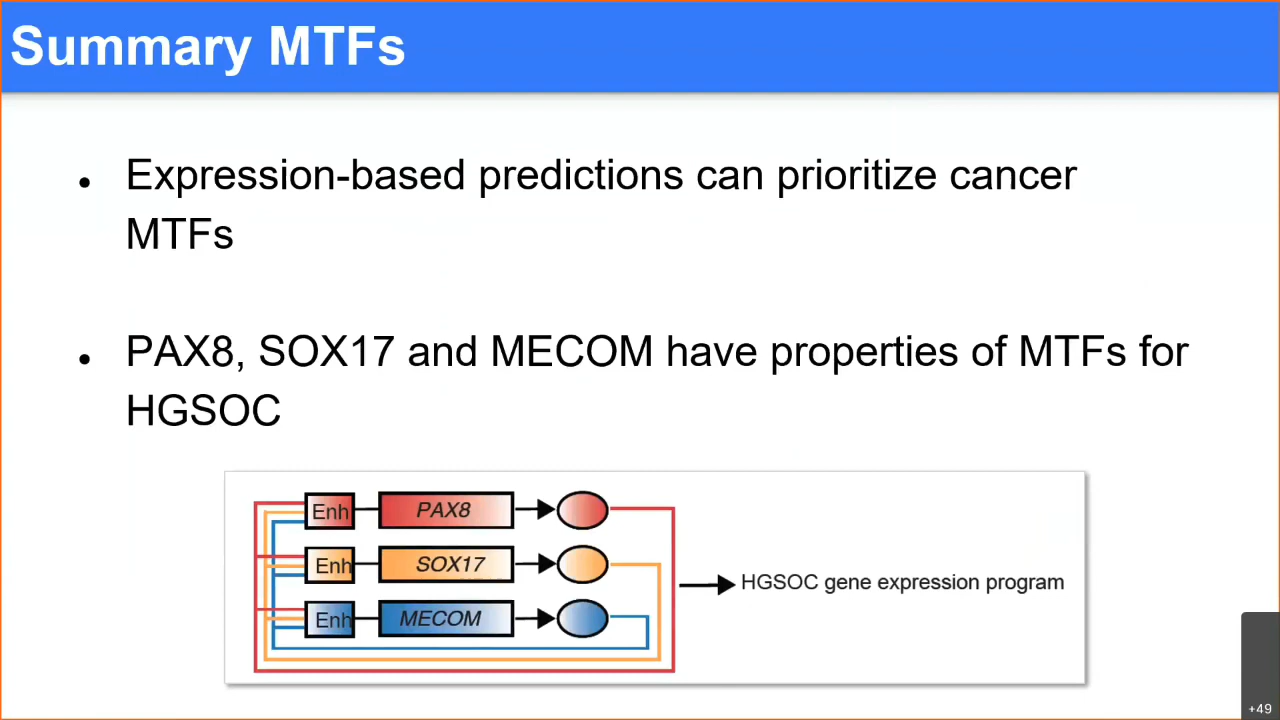 Summary MTFs
• Expression-based predictions can prioritize cancer
MTFs
• PAX8, SOX17 and MECOM have properties of MTFs for
HGSOC
Enh PAX8
Enh SOX17
HGSOC gene expression program
Enh MECOM
+49